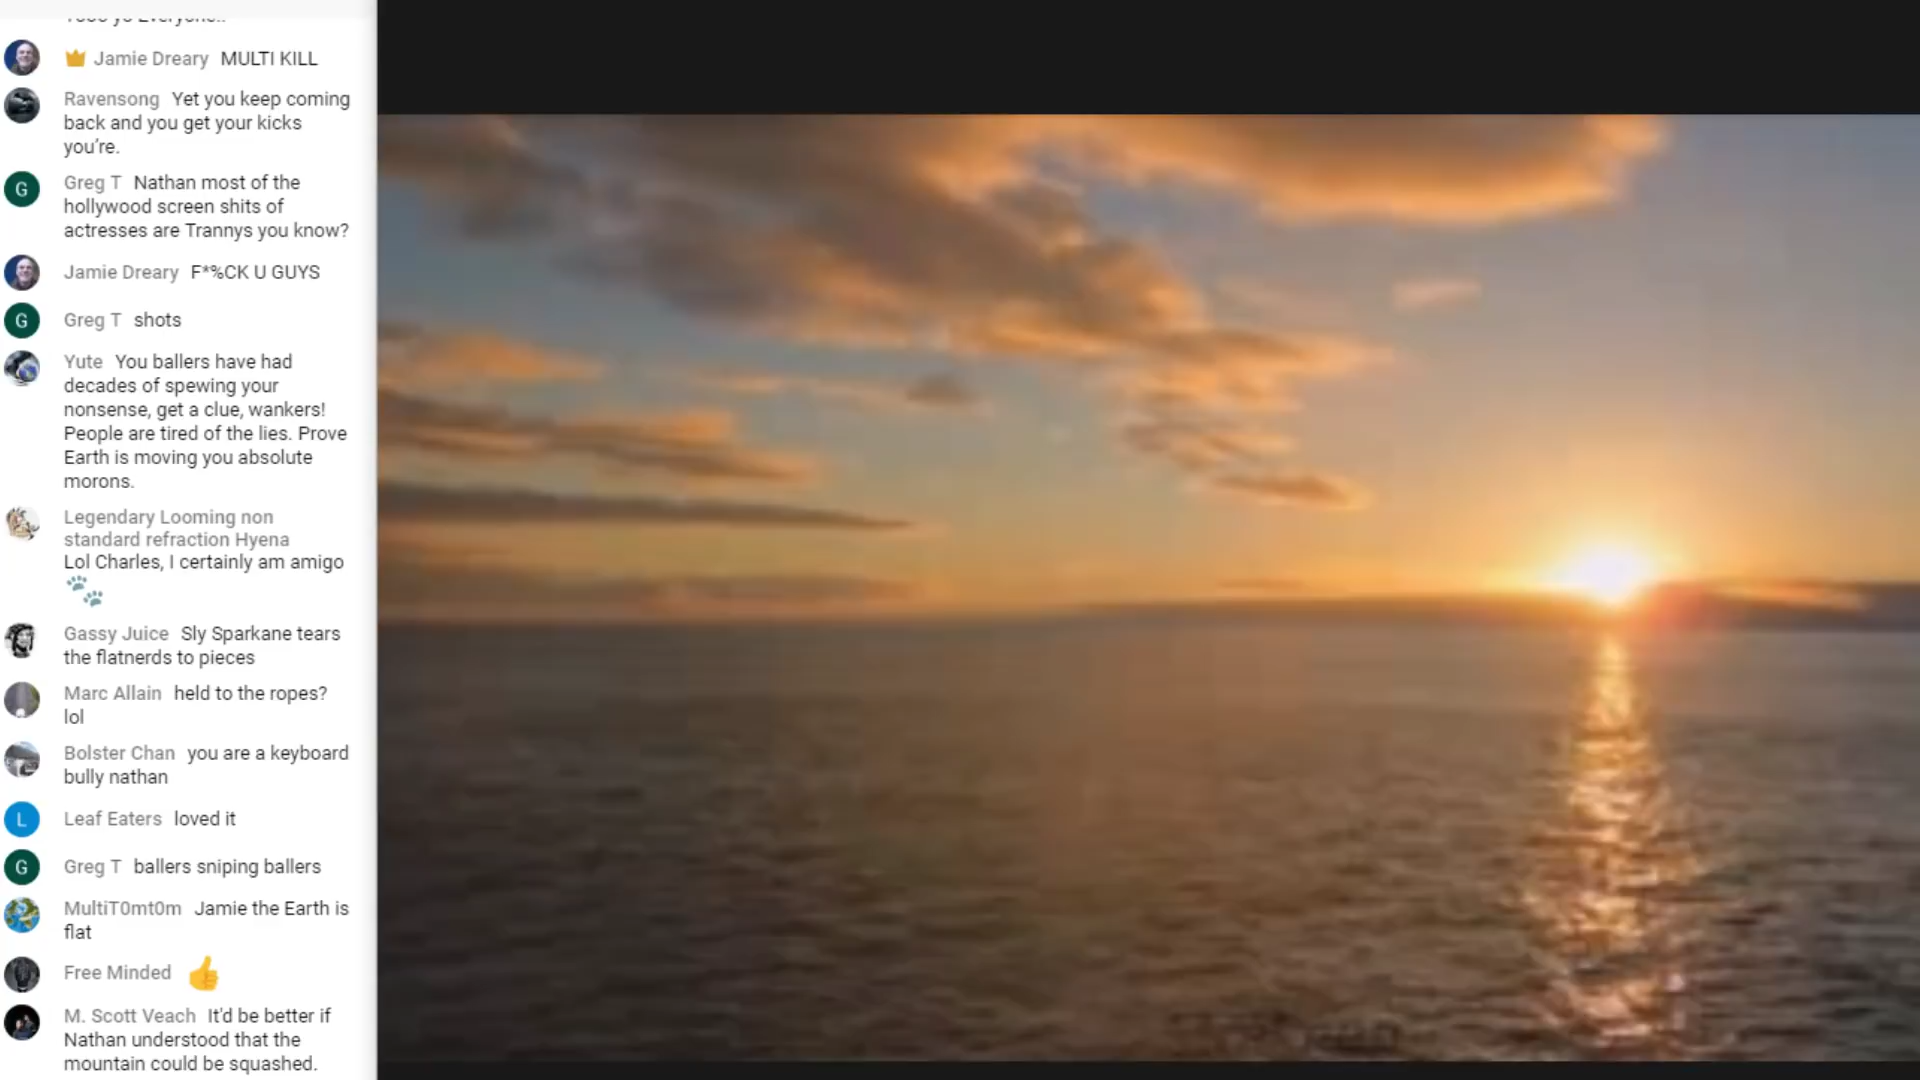 Jamie Dreary MULTI KILL
Ravensong Yet you keep coming
back and you get your kicks
you're.
G
Greg T Nathan most of the
hollywood screen shits of
actresses are Trannys you know?
Jamie Dreary F*%CK U GUYS
G
Greg T shots
Yute You ballers have had
decades of spewing your
nonsense, get a clue, wankers!
People are tired of the lies. Prove
Earth is moving you absolute
morons.
Legendary Looming non
standard refraction Hyena
Lol Charles, I certainly am amigo
Gassy Juice Sly Sparkane tears
the flatnerds to pieces
Marc Allain held to the ropes?
lol
Bolster Chan you are a keyboard
bully nathan
L
Leaf Eaters loved it
G
Greg T ballers sniping ballers
MultiT0mt0m Jamie the Earth is
flat
Free Minded
M. Scott Veach It'd be better if
Nathan understood that the
mountain could be squashed.